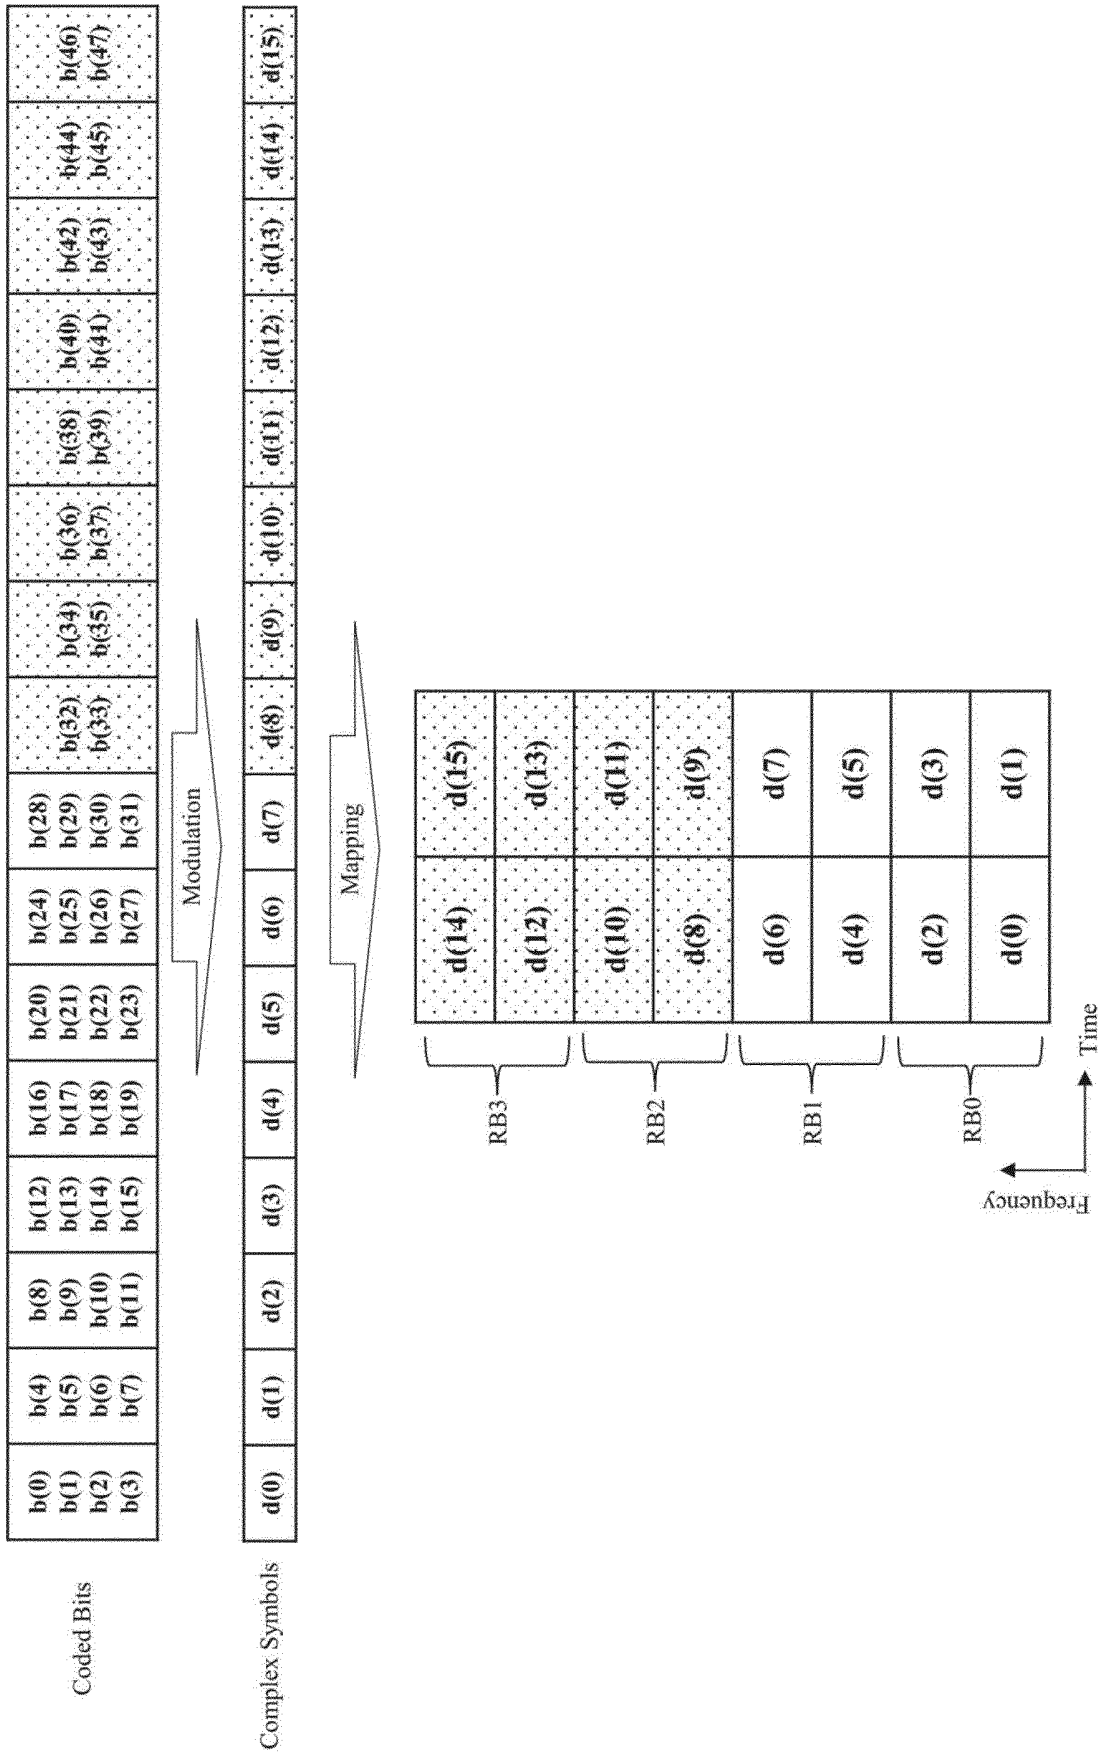 Coded Bits
b(0) b(4) b(8) b(12) b(16) b(20) b(24) b(28)
b(1) b(5) b(9) b(13) b(17) b(21) b(25) b(29) b(32) b(34) b(36) b(38) b(40) b(42) b(44) b(46)
b(2) b(6) b(10) b(14) b(18) b(22) b(26) b(30) b(33) b(35) b(37) b(39) b(41) b(43) b(45) b(47)
b(3) b(7) b(11) b(15) b(19) b(23) b(27) b(31)
Modulation
Complex Symbols
d(0) d(1) d(2) d(3) d(4) d(5) d(6) d(7) d(8) d(9) d(10) d(11) d(12) d(13) d(14) d(15)
Mapping
RB3
d(14) d(15)
d(12) d(13)
RB2
d(10) d(11)
d(8) d(9)
RB1
d(6) d(7)
d(4) d(5)
RB0
d(2) d(3)
d(0) d(1)
Frequency
Time